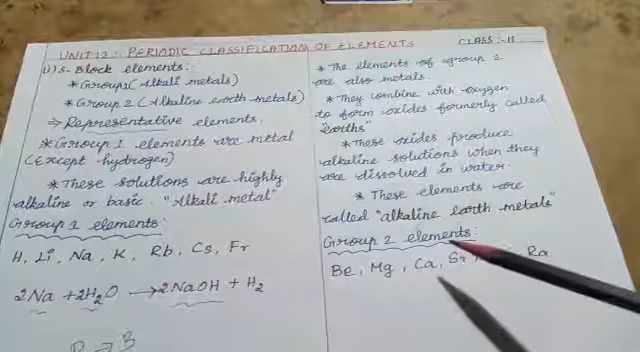 UNIT 12 : PERIODIC CLASSIFICATION OF ELEMENTS
CLASS :- 11
(i) S- Block elements:-
* Group 1 (Alkali metals)
* Group 2 (Alkaline earth metals)
⇒ Representative elements.
* Group 1 elements are metal
(Except hydrogen)
* These solutions are highly
alkaline or basic. "Alkali metal"
Group 1 elements:
H, Li, Na, K, Rb, Cs, Fr
2Na + 2H2O → 2NaOH + H2
B
* The elements of group 2
are also metals.
* They combine with oxygen
to form oxides formerly called
"earths"
* These oxides produce
alkaline solutions when they
are dissolved in water.
* These elements are
called "alkaline earth metals"
Group 2 elements:
Be, Mg, Ca, Sr, Ra